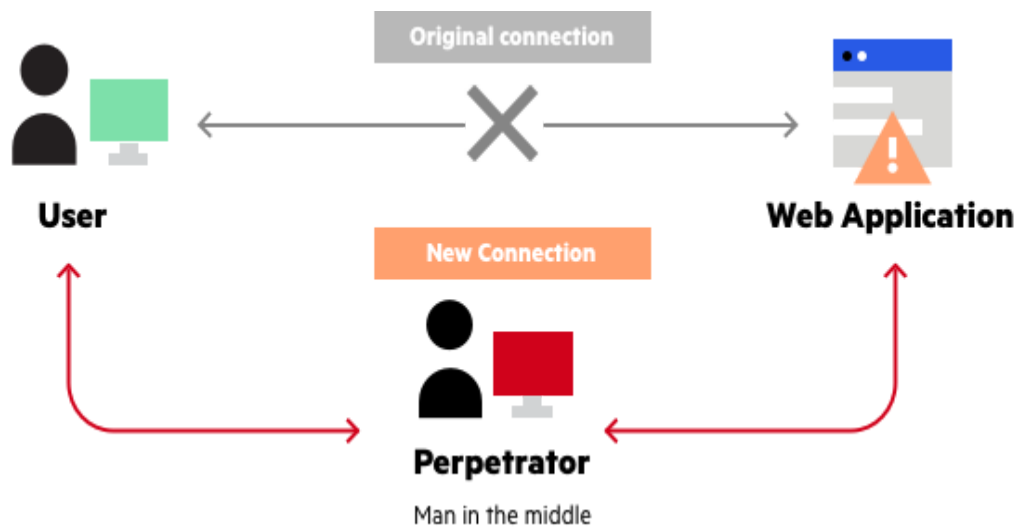 Original connection
User
Web Application
New Connection
Perpetrator
Man in the middle